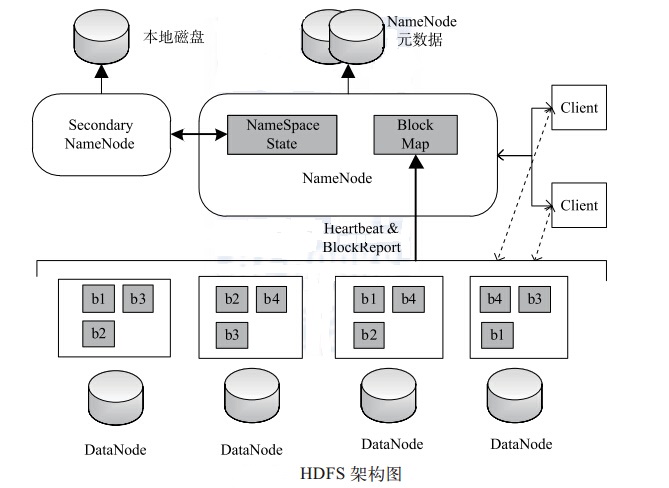 本地磁盘
NameNode
元数据
Secondary
NameNode
NameSpace
State
Block
Map
NameNode
Client
Client
Heartbeat &
BlockReport
b1 b3
b2
b2 b4
b3
b1 b4
b2
b4 b3
b1
DataNode
DataNode
DataNode
DataNode
HDFS 架构图